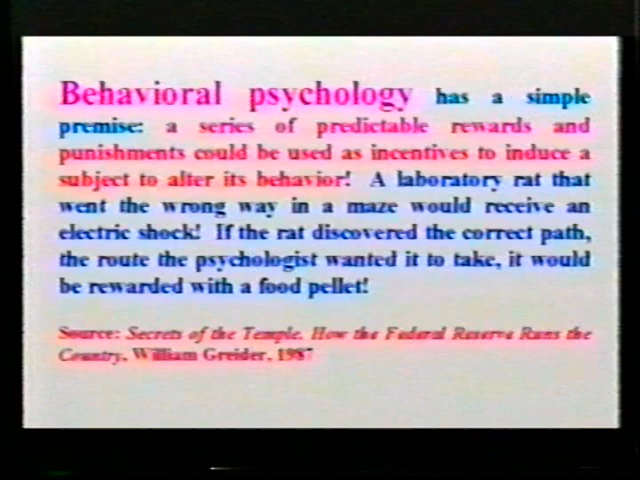 Behavioral psychology has a simple
premise: a series of predictable rewards and
punishments could be used as incentives to induce a
subject to alter its behavior! A laboratory rat that
went the wrong way in a maze would receive an
electric shock! If the rat discovered the correct path,
the route the psychologist wanted it to take, it would
be rewarded with a food pellet!
Source: Secrets of the Temple. How the Federal Reserve Runs the
Country. William Greider. 1987